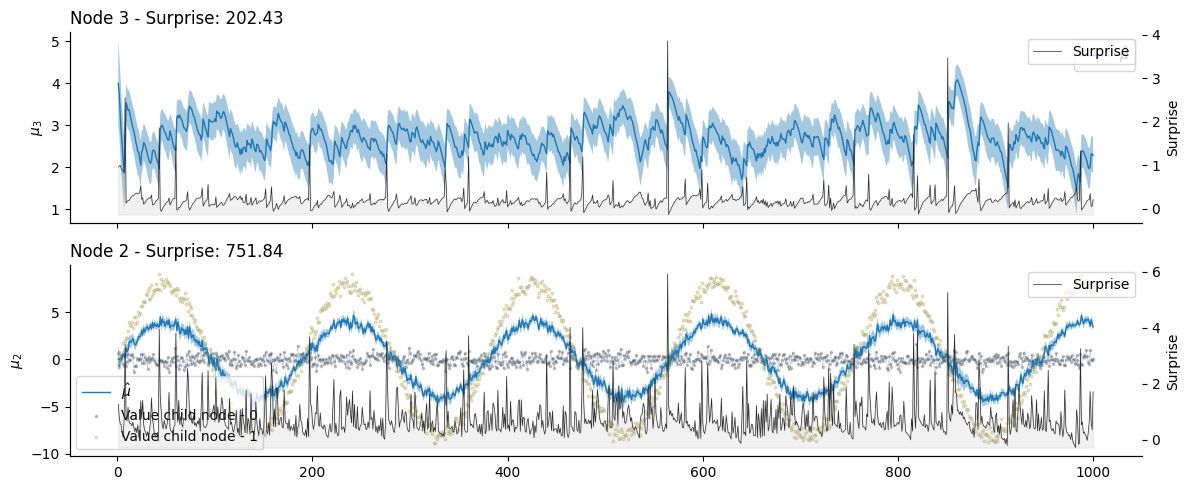 Node 3 - Surprise: 202.43
5
4
3
2
1
μ₃
Surprise
μ̂
4
3
2
1
0
Surprise
Node 2 - Surprise: 751.84
5
0
−5
−10
μ₂
μ̂
Value child node - 0
Value child node - 1
Surprise
6
4
2
0
Surprise
0
200
400
600
800
1000